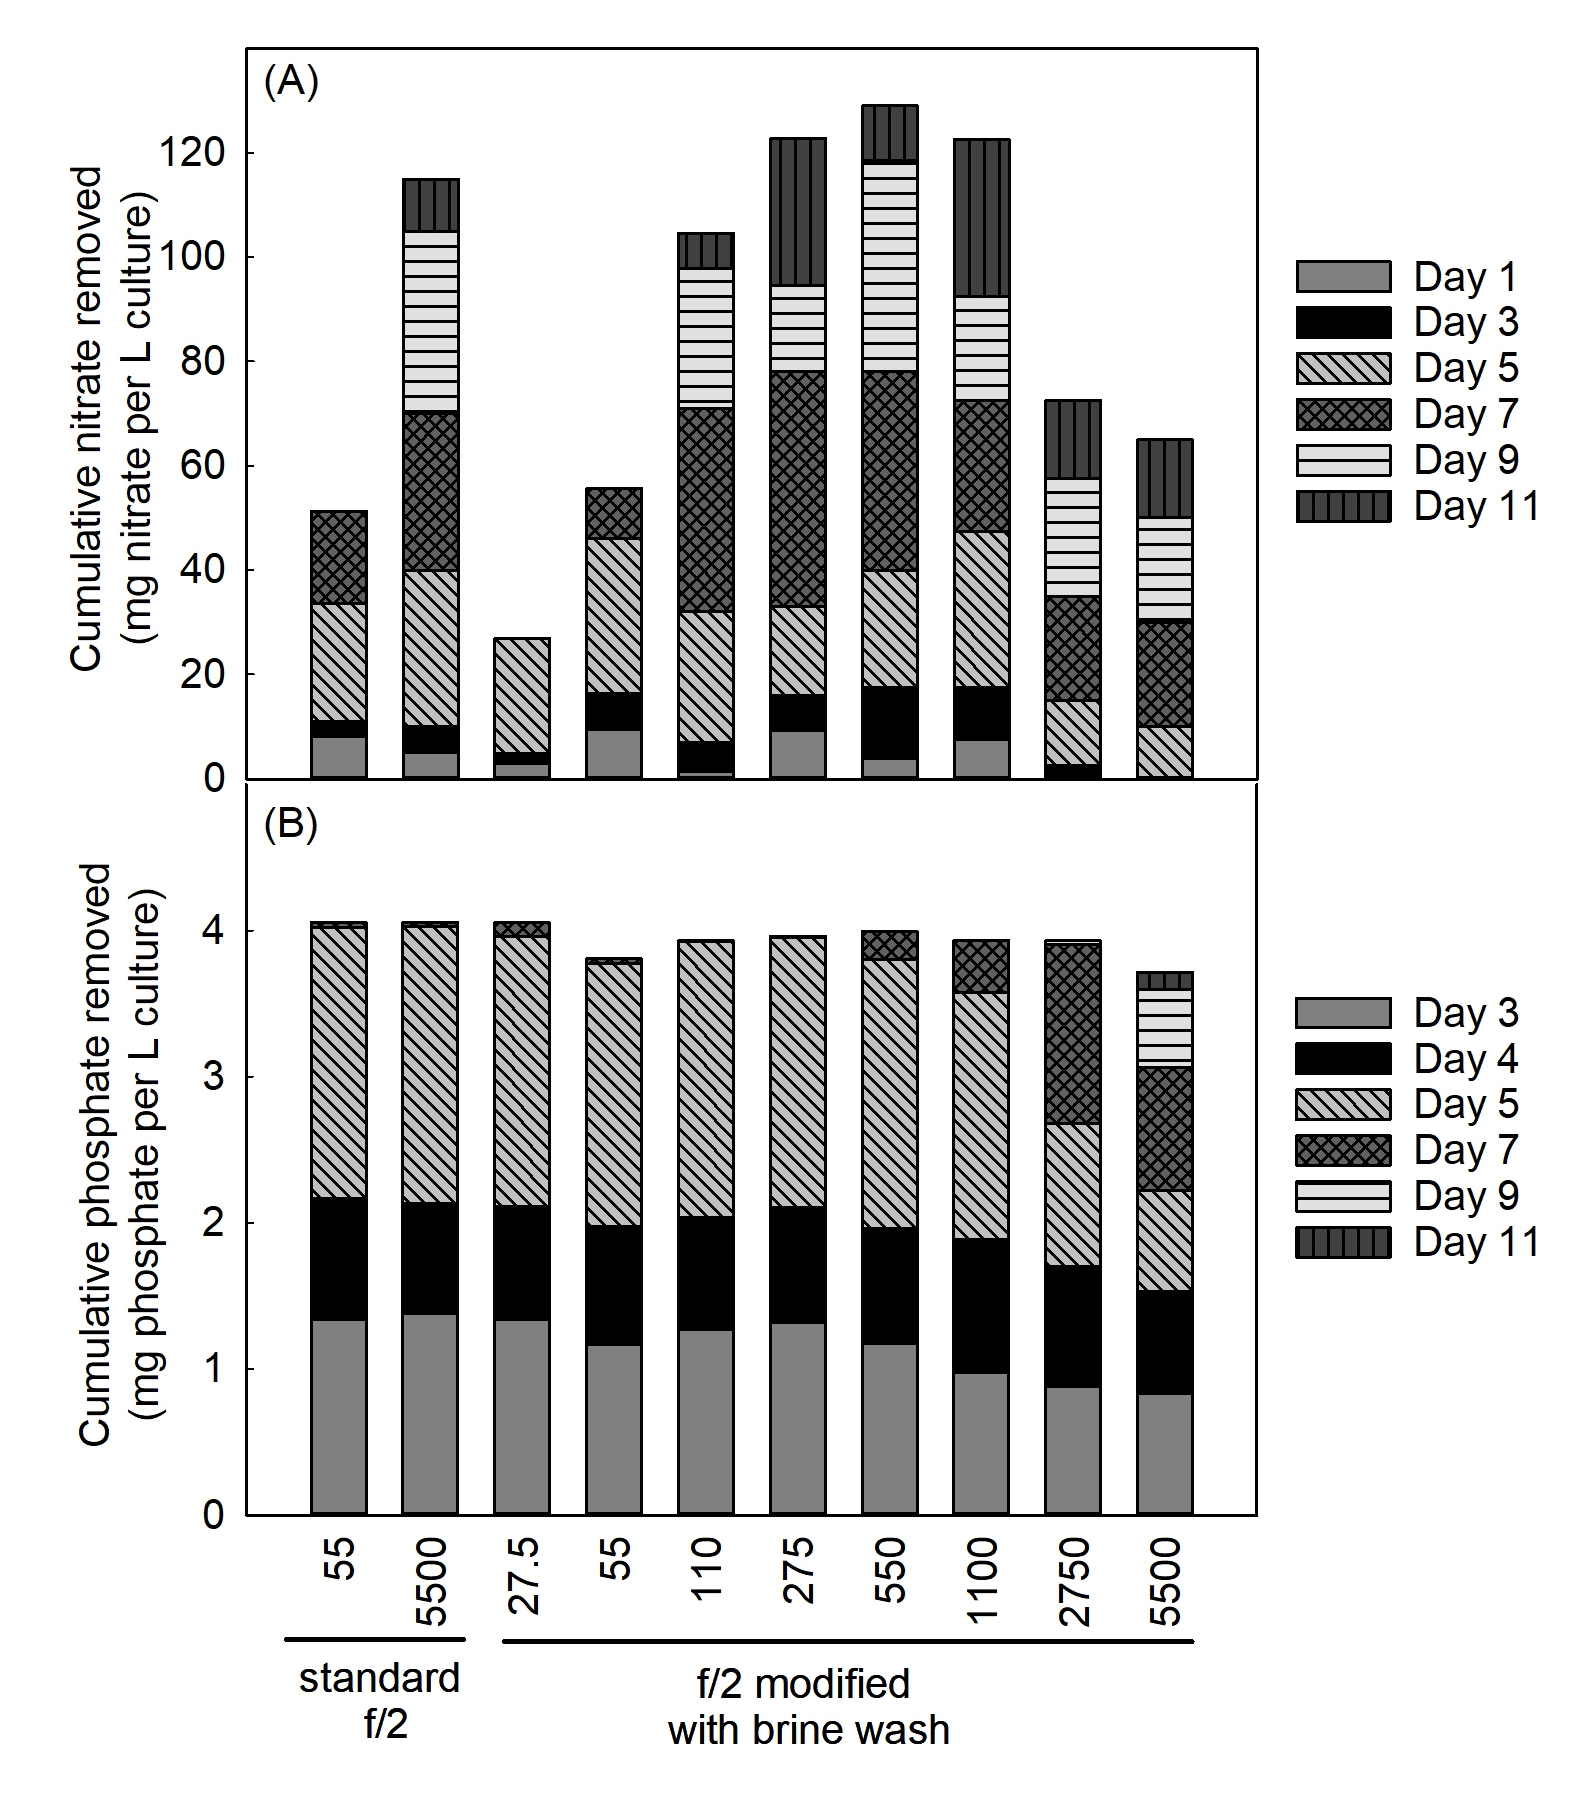 (A)
Cumulative nitrate removed
(mg nitrate per L culture)
120
100
80
60
40
20
0
Day 1
Day 3
Day 5
Day 7
Day 9
Day 11
(B)
Cumulative phosphate removed
(mg phosphate per L culture)
4
3
2
1
0
Day 3
Day 4
Day 5
Day 7
Day 9
Day 11
55
5500
27.5
55
110
275
550
1100
2750
5500
standard
f/2
f/2 modified
with brine wash